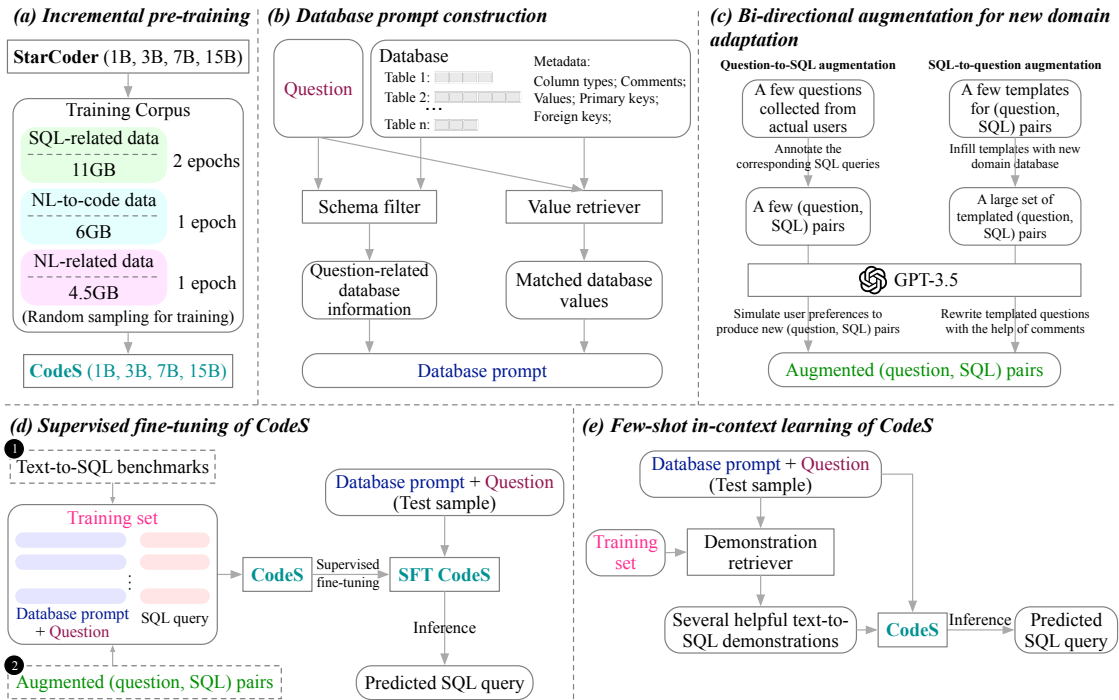 (a) Incremental pre-training
StarCoder (1B, 3B, 7B, 15B)
Training Corpus
SQL-related data
11GB
2 epochs
NL-to-code data
6GB
1 epoch
NL-related data
4.5GB
1 epoch
(Random sampling for training)
CodeS (1B, 3B, 7B, 15B)
(b) Database prompt construction
Question
Database
Table 1:
Table 2:
...
Table n:
Metadata:
Column types; Comments;
Values; Primary keys;
Foreign keys;
Schema filter
Value retriever
Question-related
database
information
Matched database
values
Database prompt
(c) Bi-directional augmentation for new domain
adaptation
Question-to-SQL augmentation
A few questions
collected from
actual users
Annotate the
corresponding SQL queries
A few (question,
SQL) pairs
SQL-to-question augmentation
A few templates
for (question,
SQL) pairs
Infill templates with new
domain database
A large set of
templated (question,
SQL) pairs
GPT-3.5
Simulate user preferences to
produce new (question, SQL) pairs
Rewrite templated questions
with the help of comments
Augmented (question, SQL) pairs
(d) Supervised fine-tuning of CodeS
1
Text-to-SQL benchmarks
Training set
⋮
Database prompt
+ Question
SQL query
2
Augmented (question, SQL) pairs
CodeS
Supervised
fine-tuning
Database prompt + Question
(Test sample)
SFT CodeS
Inference
Predicted SQL query
(e) Few-shot in-context learning of CodeS
Database prompt + Question
(Test sample)
Training
set
Demonstration
retriever
Several helpful text-to-
SQL demonstrations
CodeS
Inference
Predicted
SQL query